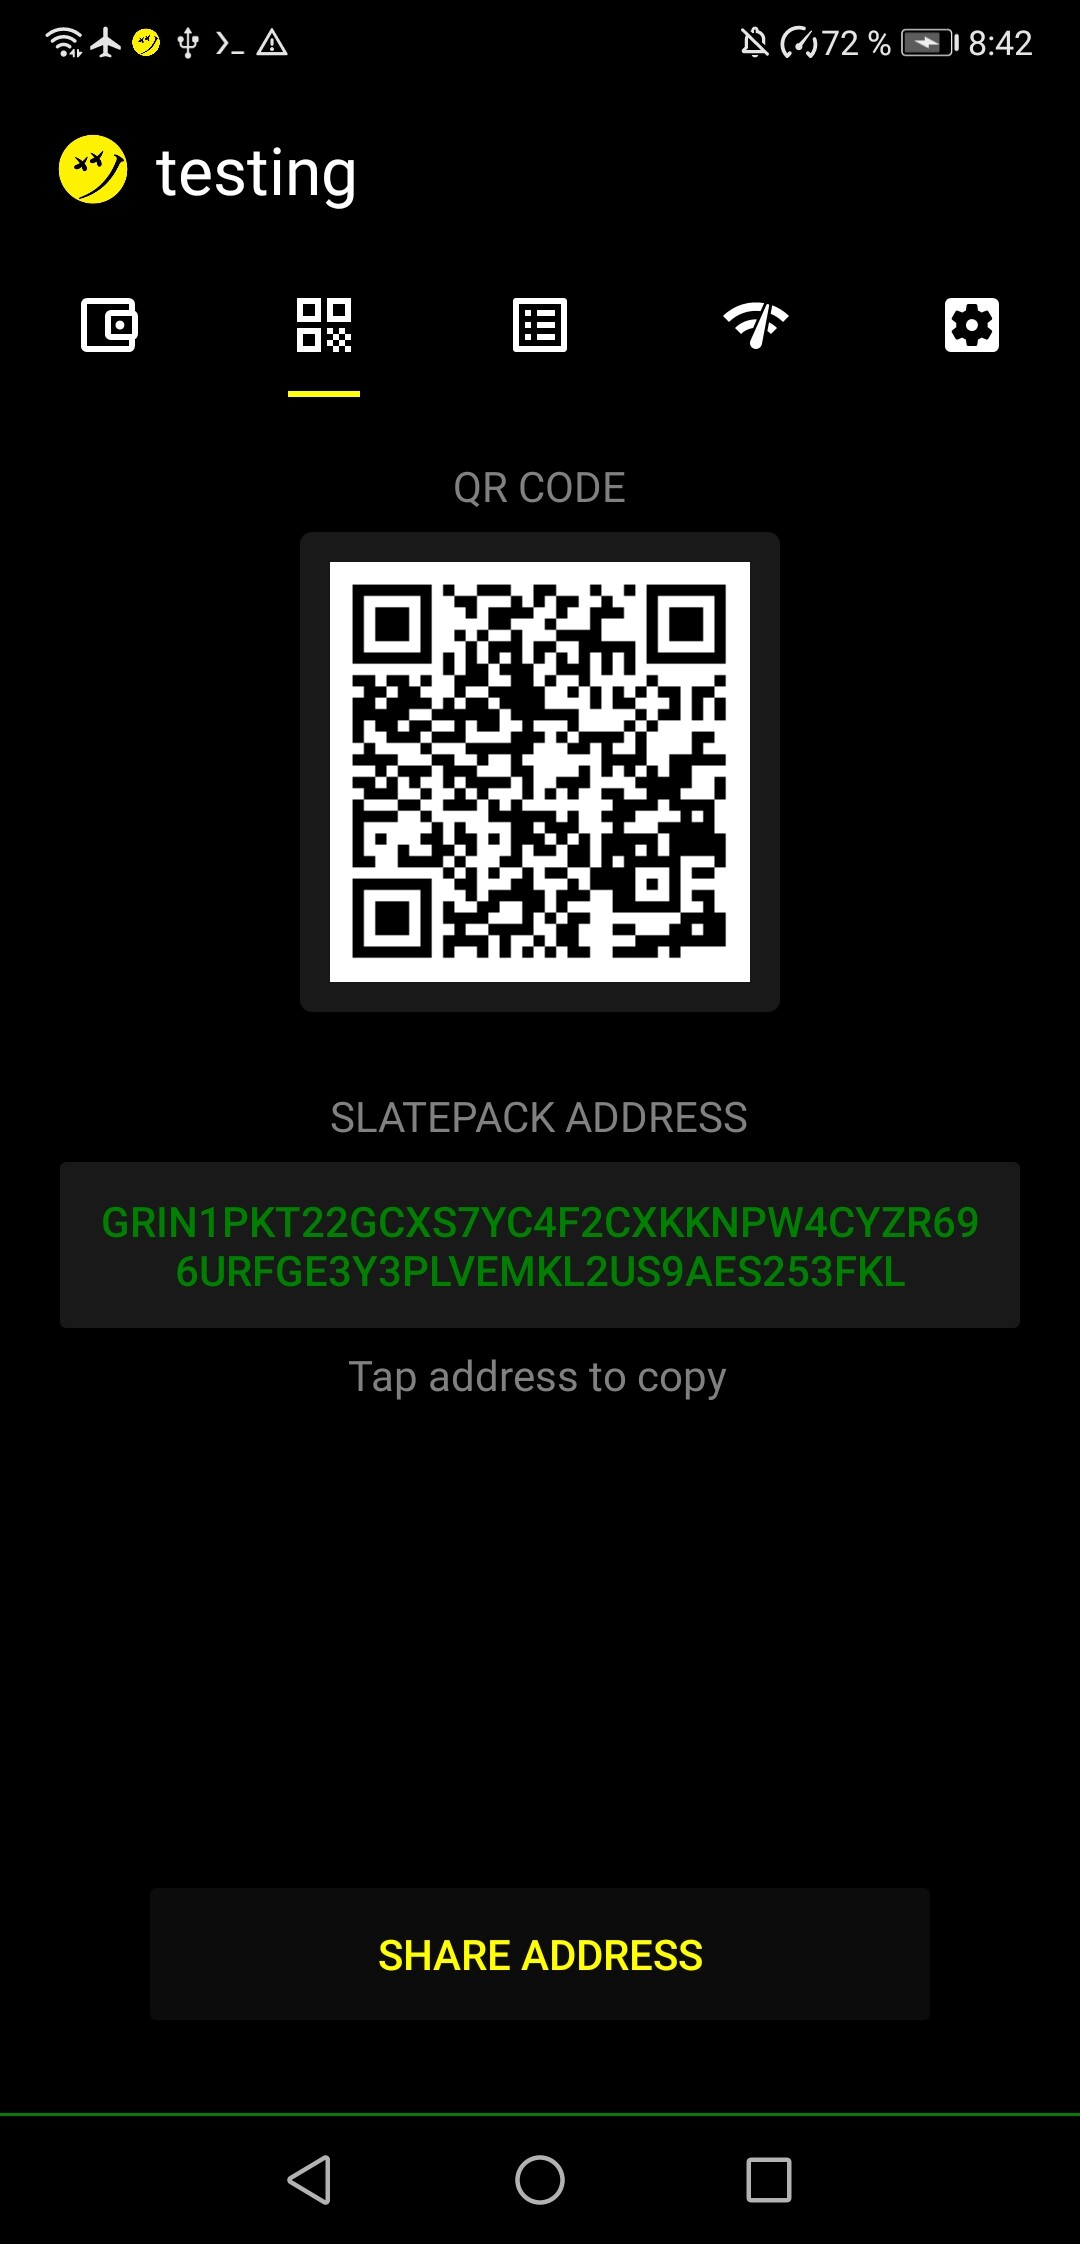 72 % 8:42
testing
QR CODE
SLATEPACK ADDRESS
GRIN1PKT22GCXS7YC4F2CXKKNPW4CYZR69
6URFGE3Y3PLVEMKL2US9AES253FKL
Tap address to copy
SHARE ADDRESS